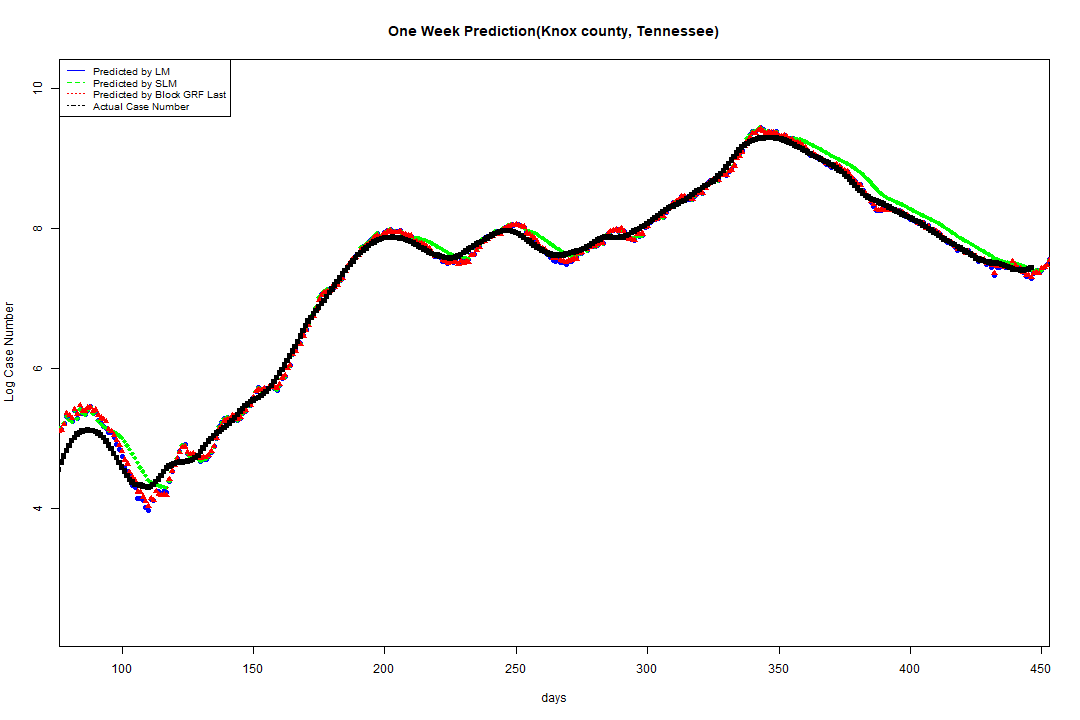 One Week Prediction(Knox county, Tennessee)
Predicted by LM
Predicted by SLM
Predicted by Block GRF Last
Actual Case Number
10
8
6
4
Log Case Number
100 150 200 250 300 350 400 450
days